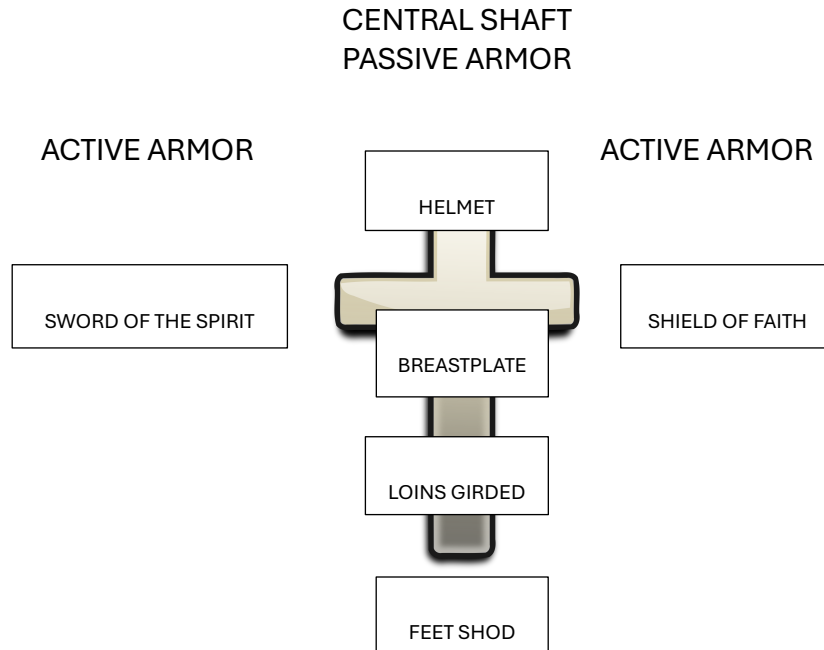 CENTRAL SHAFT
PASSIVE ARMOR
ACTIVE ARMOR
ACTIVE ARMOR
HELMET
SWORD OF THE SPIRIT
SHIELD OF FAITH
BREASTPLATE
LOINS GIRDED
FEET SHOD